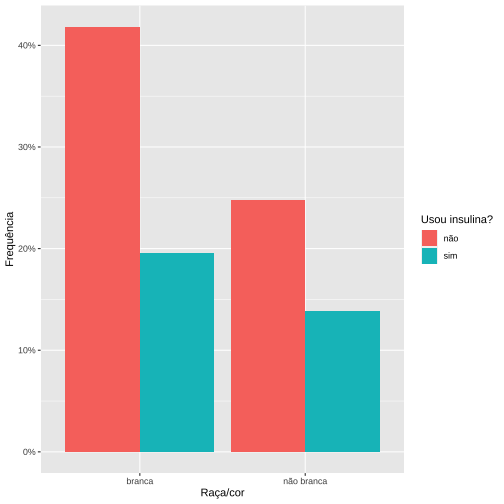 Frequência
40%
30%
20%
10%
0%
branca
não branca
Raça/cor
Usou insulina?
não
sim